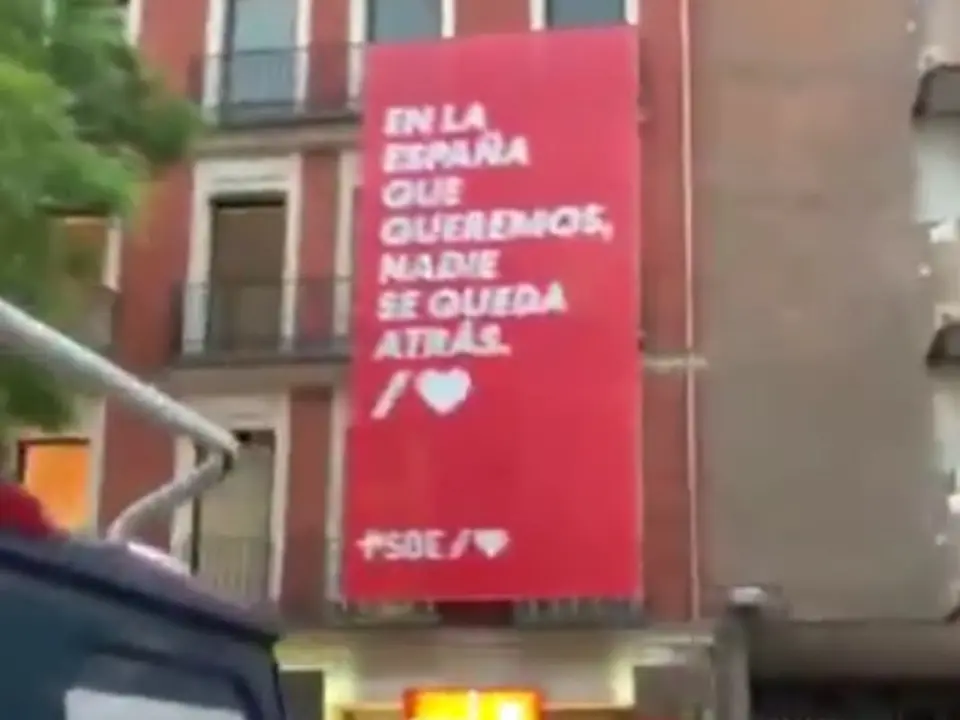 EN LA
ESPAÑA
QUE
QUEREMOS,
NADIE
SE QUEDA
ATRÁS.
PSOE